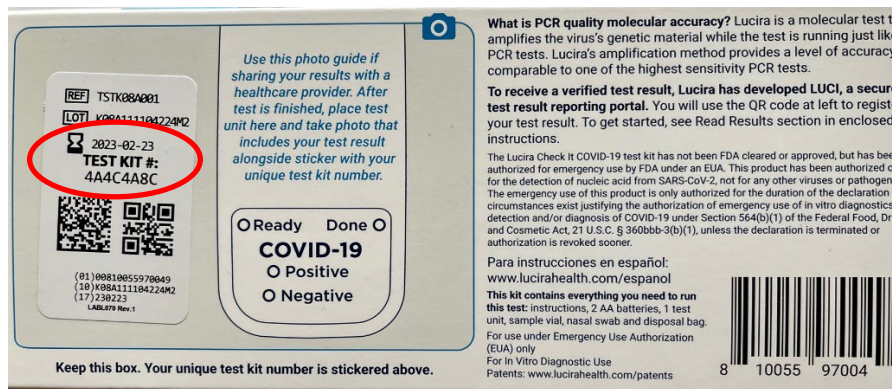 REF TSTK08A001
LOT K08A111104224M2
2023-02-23
TEST KIT #:
4A4C4A8C
(01)00810055970049
(10)K08A111104224M2
(17)230223
LABL070 Rev.1
Use this photo guide if
sharing your results with a
healthcare provider. After
test is finished, place test
unit here and take photo that
includes your test result
alongside sticker with your
unique test kit number.
Ready Done
COVID-19
Positive
Negative
Keep this box. Your unique test kit number is stickered above.
What is PCR quality molecular accuracy? Lucira is a molecular test
amplifies the virus's genetic material while the test is running just
PCR tests. Lucira's amplification method provides a level of accuracy
comparable to one of the highest sensitivity PCR tests.
To receive a verified test result, Lucira has developed LUCI, a
test result reporting portal. You will use the QR code at left to
your test result. To get started, see Read Results section in enclosed
instructions.
The Lucira Check It COVID-19 test kit has not been FDA cleared or approved, but has
authorized for emergency use by FDA under an EUA. This product has been authorized
for the detection of nucleic acid from SARS-CoV-2, not for any other viruses or
The emergency use of this product is only authorized for the duration of the declaration
circumstances exist justifying the authorization of emergency use of in vitro diagnostics
detection and/or diagnosis of COVID-19 under Section 564(b)(1) of the Federal Food,
and Cosmetic Act, 21 U.S.C. § 360bbb-3(b)(1), unless the declaration is terminated or
authorization is revoked sooner.
Para instrucciones en español:
www.lucirahealth.com/espanol
This kit contains everything you need to run
this test: instructions, 2 AA batteries, 1 test
unit, sample vial, nasal swab and disposal bag.
For use under Emergency Use Authorization
(EUA) only
For In Vitro Diagnostic Use
Patents: www.lucirahealth.com/patents
8 10055 97004